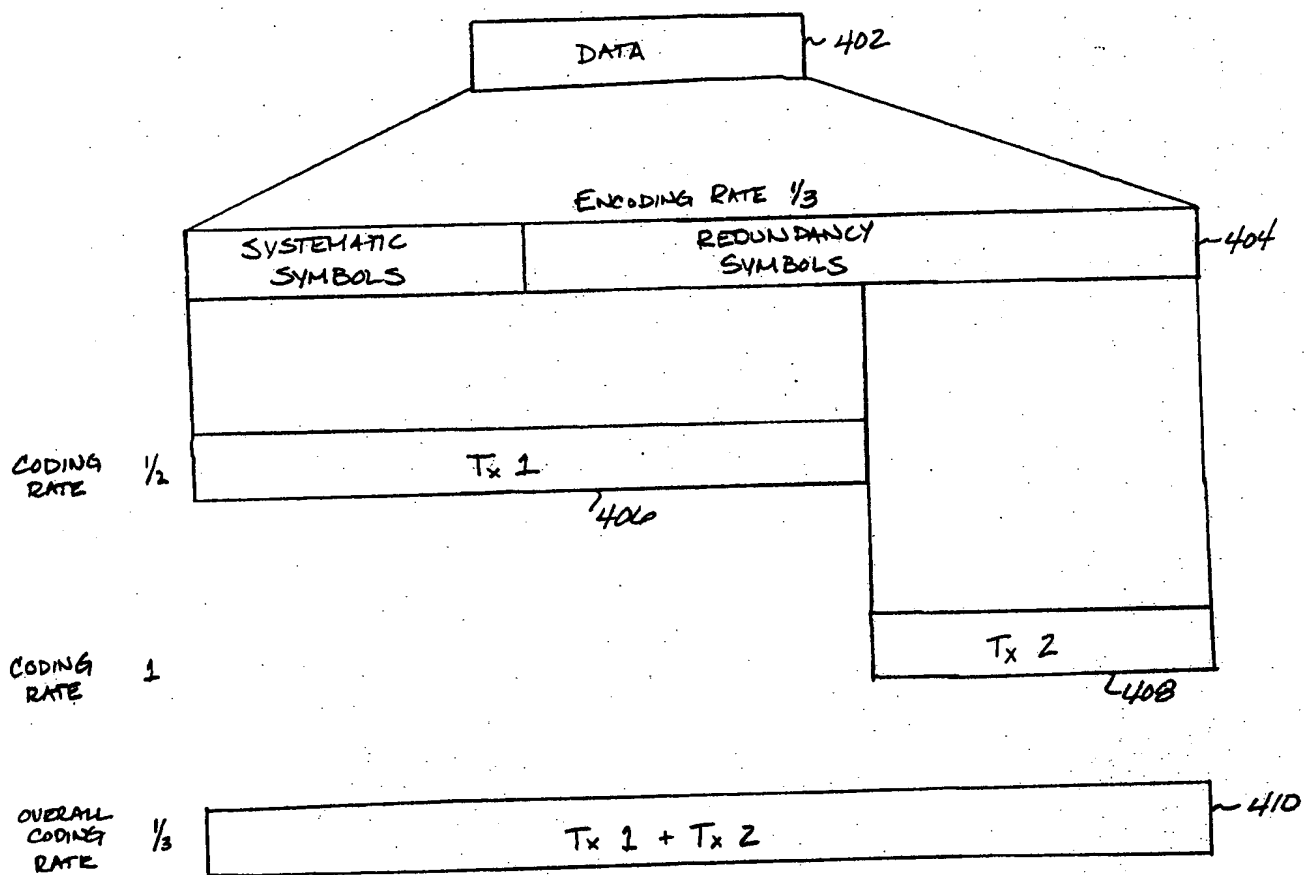 DATA
402
ENCODING RATE 1/3
SYSTEMATIC
SYMBOLS
REDUNDANCY
SYMBOLS
404
CODING
RATE
1/2
Tx 1
406
CODING
RATE
1
Tx 2
408
OVERALL
CODING
RATE
1/3
Tx 1 + Tx 2
410